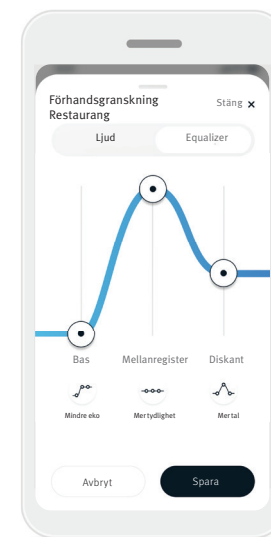 Förhandsgranskning
Restaurang
Stäng ×
Ljud
Equalizer
Bas
Mellanregister
Diskant
Mindre eko
Mer tydlighet
Mer tal
Avbryt
Spara